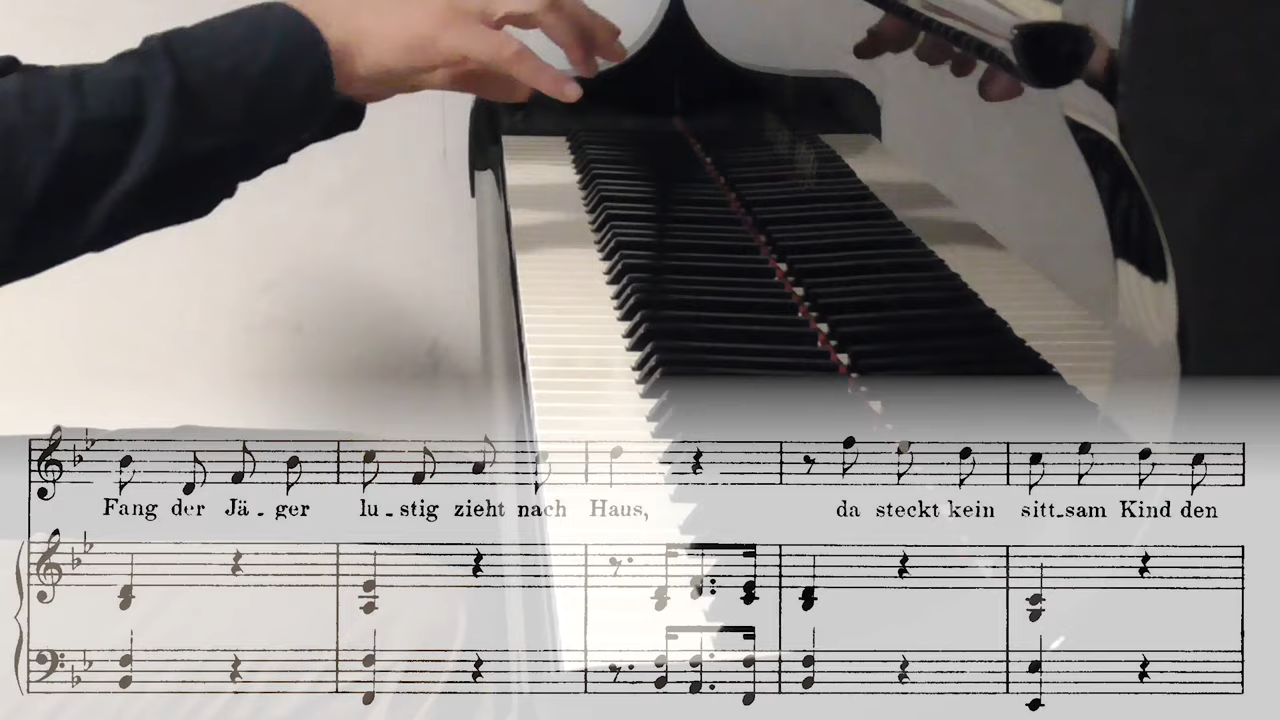 Fang der Jä - ger lu - stig zieht nach Haus, da steckt kein sitt - sam Kind den